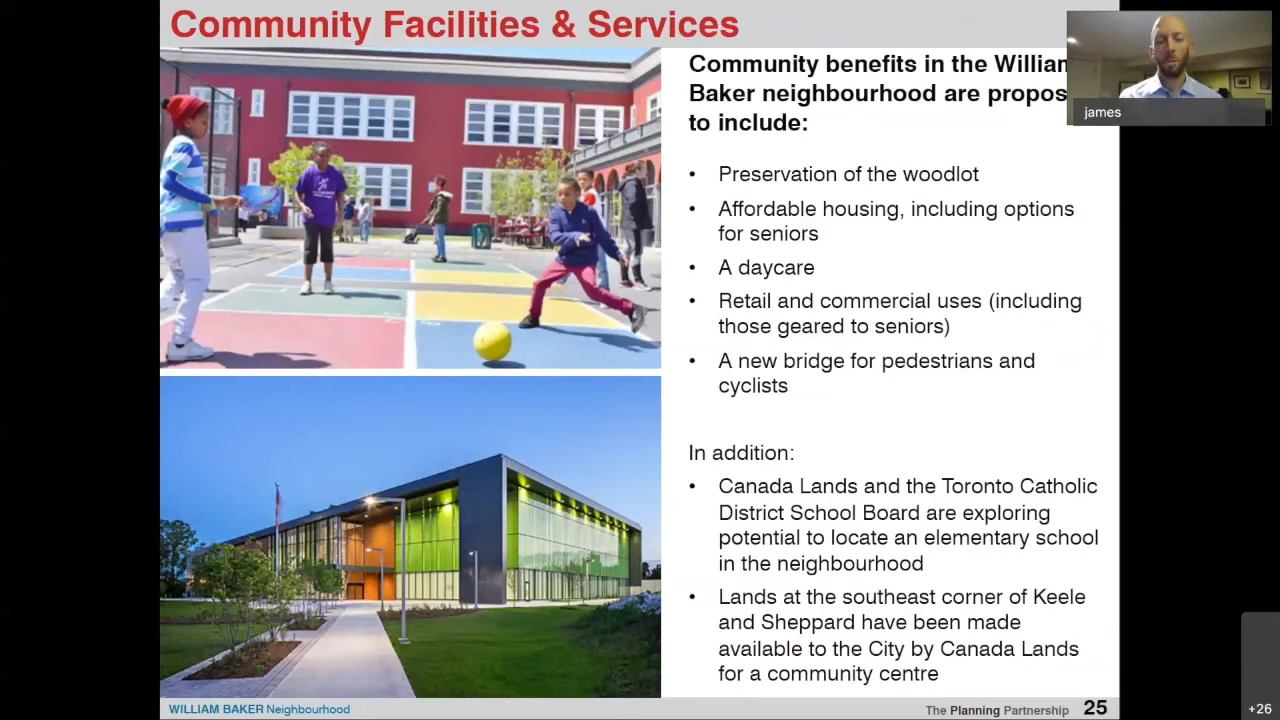 Community Facilities & Services
Community benefits in the William
Baker neighbourhood are propos
to include:
• Preservation of the woodlot
• Affordable housing, including options
for seniors
• A daycare
• Retail and commercial uses (including
those geared to seniors)
• A new bridge for pedestrians and
cyclists
In addition:
• Canada Lands and the Toronto Catholic
District School Board are exploring
potential to locate an elementary school
in the neighbourhood
• Lands at the southeast corner of Keele
and Sheppard have been made
available to the City by Canada Lands
for a community centre
james
WILLIAM BAKER Neighbourhood
The Planning Partnership 25
+26